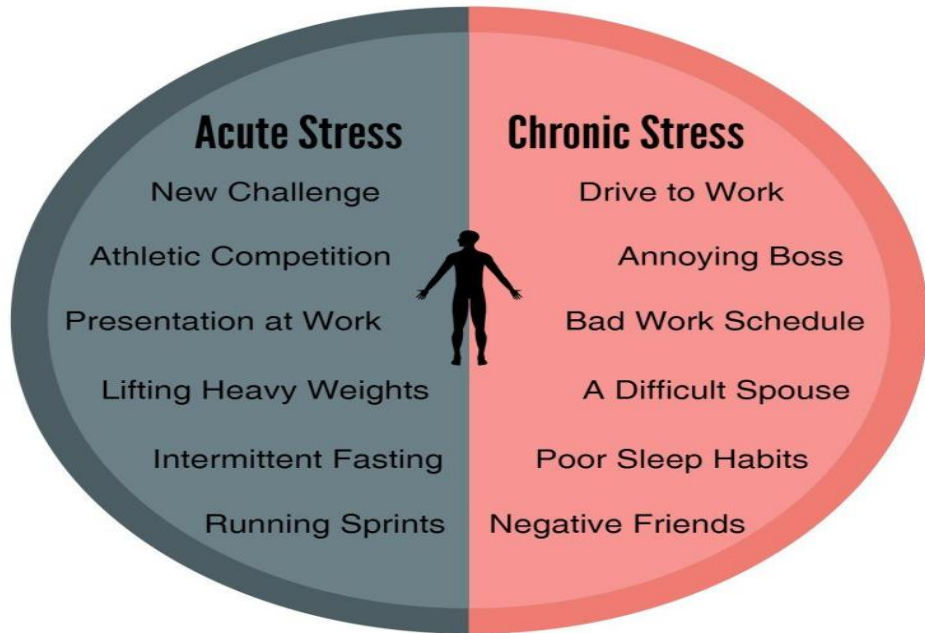 Acute Stress
New Challenge
Athletic Competition
Presentation at Work
Lifting Heavy Weights
Intermittent Fasting
Running Sprints
Chronic Stress
Drive to Work
Annoying Boss
Bad Work Schedule
A Difficult Spouse
Poor Sleep Habits
Negative Friends